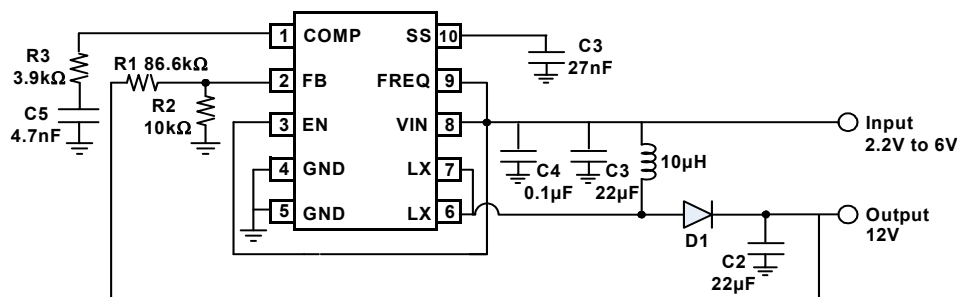 R3
3.9kΩ
C5
4.7nF
R1 86.6kΩ
R2
10kΩ
1 COMP
2 FB
3 EN
4 GND
5 GND
SS 10
FREQ 9
VIN 8
LX 7
LX 6
C3
27nF
C4
0.1µF
C3
22µF
10µH
D1
C2
22µF
Input
2.2V to 6V
Output
12V